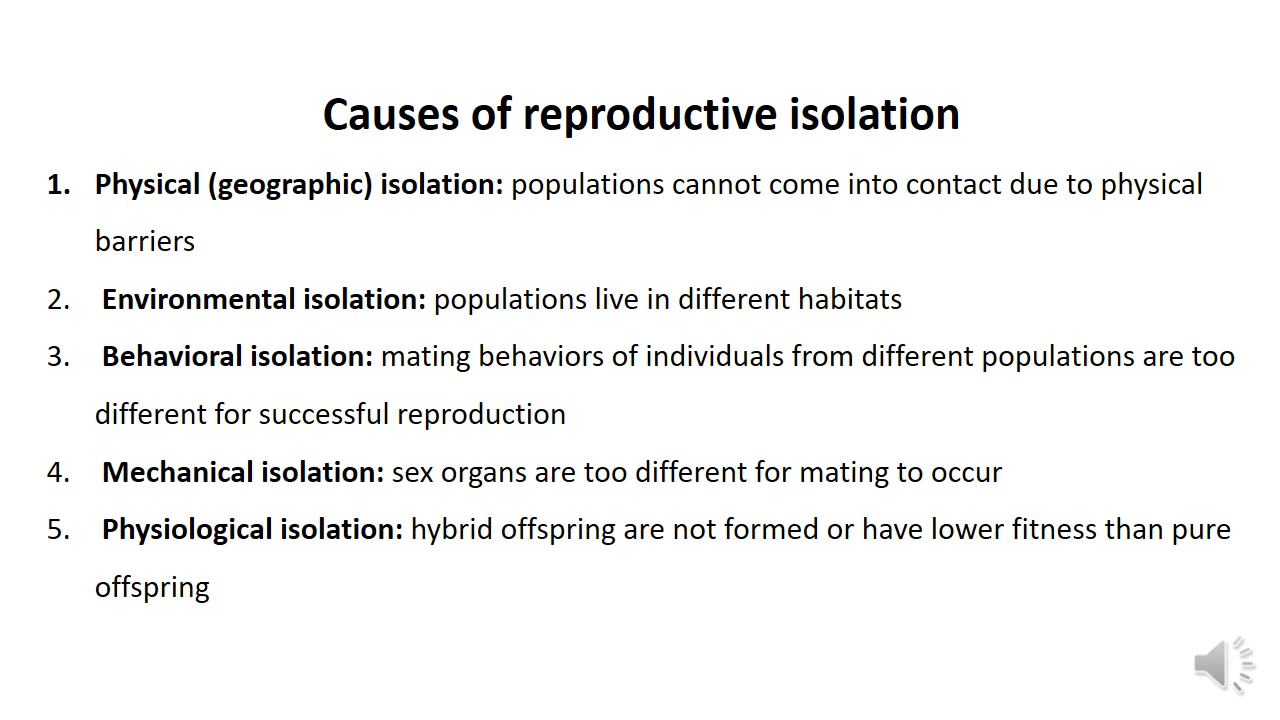 Causes of reproductive isolation
1. Physical (geographic) isolation: populations cannot come into contact due to physical
barriers
2. Environmental isolation: populations live in different habitats
3. Behavioral isolation: mating behaviors of individuals from different populations are too
different for successful reproduction
4. Mechanical isolation: sex organs are too different for mating to occur
5. Physiological isolation: hybrid offspring are not formed or have lower fitness than pure
offspring